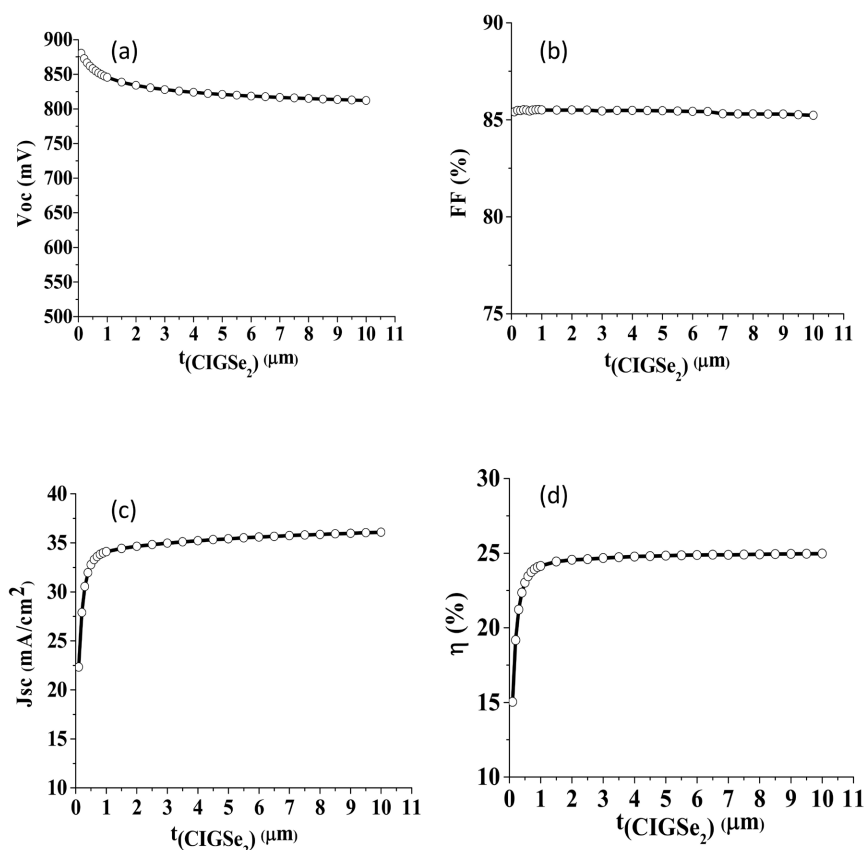 (a)
Voc (mV)
900
850
800
750
700
650
600
550
500
0 1 2 3 4 5 6 7 8 9 10 11
t(CIGSe2) (μm)
(b)
FF (%)
95
90
85
80
75
0 1 2 3 4 5 6 7 8 9 10 11
t(CIGSe2) (μm)
(c)
Jsc (mA/cm²)
40
35
30
25
20
15
10
0 1 2 3 4 5 6 7 8 9 10 11
t(CIGSe2) (μm)
(d)
η (%)
30
25
20
15
10
0 1 2 3 4 5 6 7 8 9 10 11
t(CIGSe2) (μm)